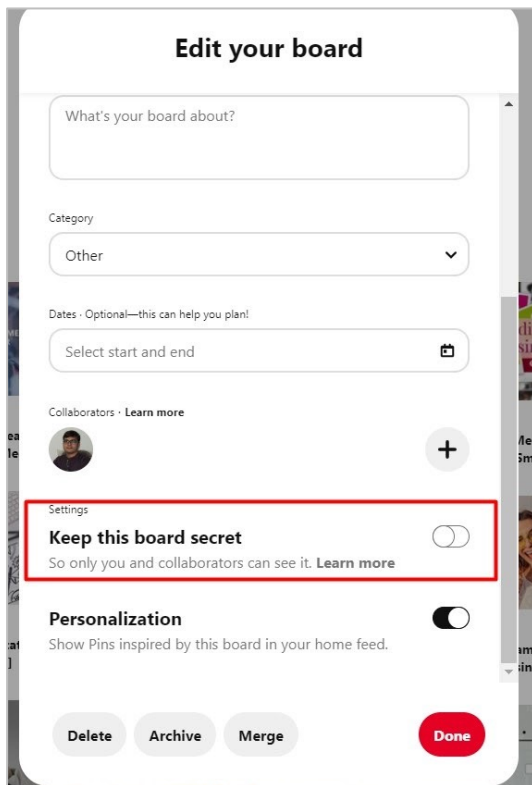 Edit your board
What's your board about?
Category
Other
Dates · Optional—this can help you plan!
Select start and end
Collaborators · Learn more
Settings
Keep this board secret
So only you and collaborators can see it. Learn more
Personalization
Show Pins inspired by this board in your home feed.
Delete Archive Merge Done